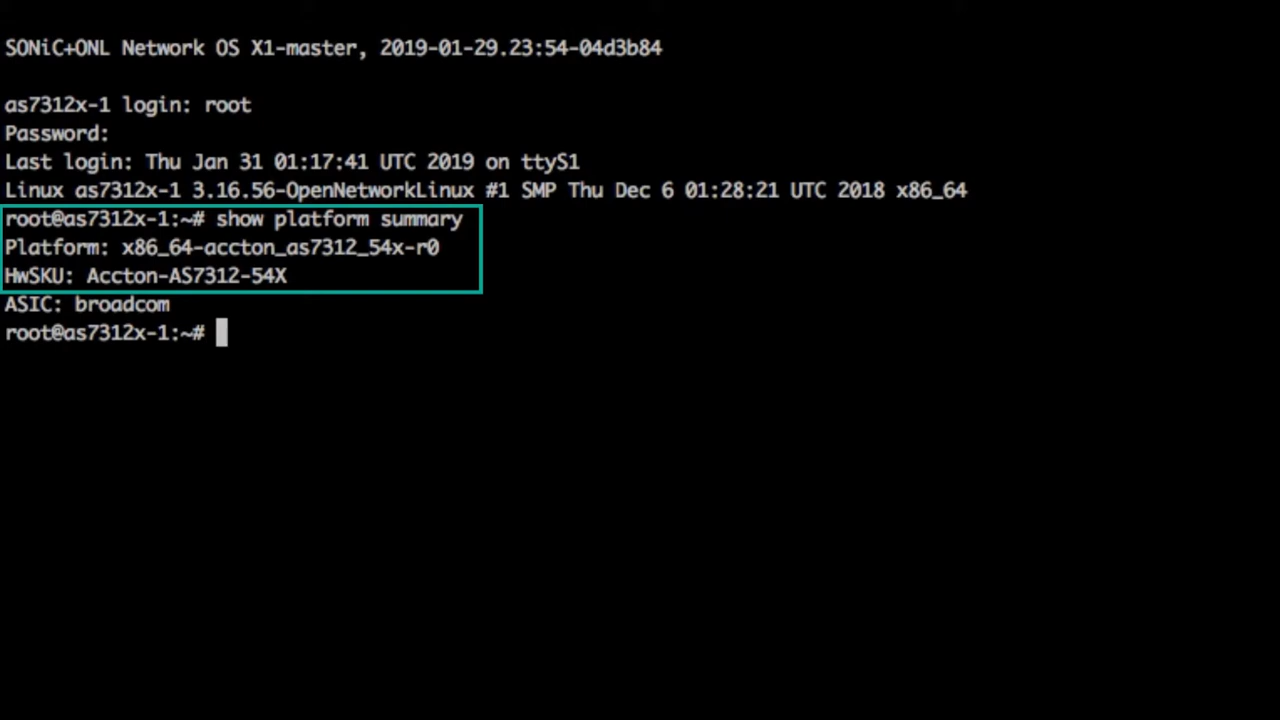 SONiC+ONL Network OS X1-master, 2019-01-29.23:54-04d3b84
as7312x-1 login: root
Password:
Last login: Thu Jan 31 01:17:41 UTC 2019 on ttyS1
Linux as7312x-1 3.16.56-OpenNetworkLinux #1 SMP Thu Dec 6 01:28:21 UTC 2018 x86_64
root@as7312x-1:~# show platform summary
Platform: x86_64-accton_as7312_54x-r0
HwSKU: Accton-AS7312-54X
ASIC: broadcom
root@as7312x-1:~#